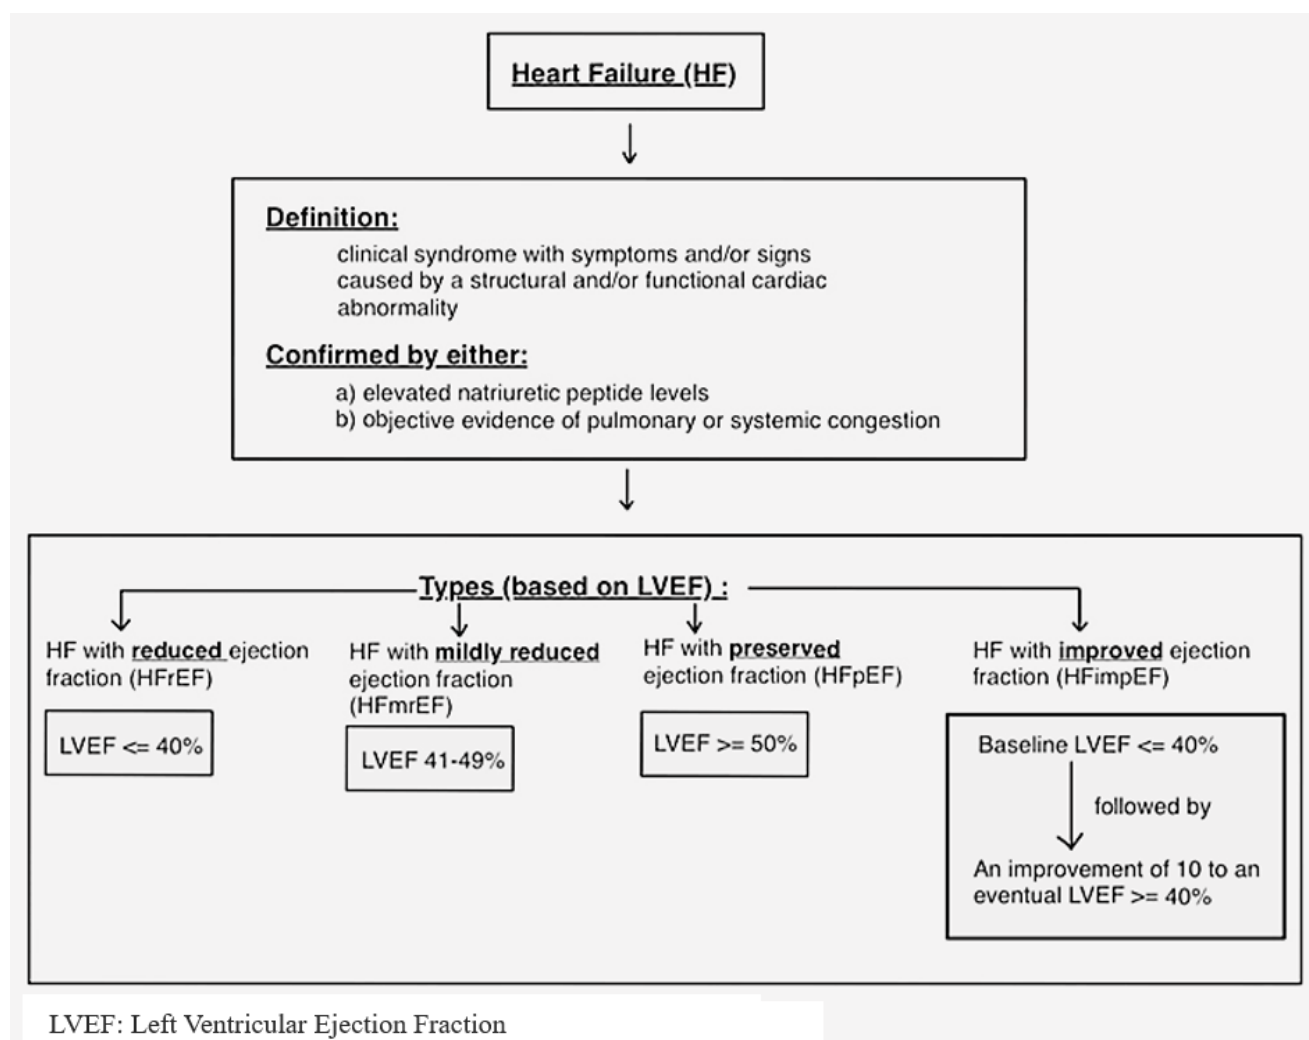 Heart Failure (HF)
Definition:
clinical syndrome with symptoms and/or signs
caused by a structural and/or functional cardiac
abnormality
Confirmed by either:
a) elevated natriuretic peptide levels
b) objective evidence of pulmonary or systemic congestion
Types (based on LVEF) :
HF with reduced ejection
fraction (HFrEF)
LVEF <= 40%
HF with mildly reduced
ejection fraction
(HFmrEF)
LVEF 41-49%
HF with preserved
ejection fraction (HFpEF)
LVEF >= 50%
HF with improved ejection
fraction (HFimpEF)
Baseline LVEF <= 40%
followed by
An improvement of 10 to an
eventual LVEF >= 40%
LVEF: Left Ventricular Ejection Fraction